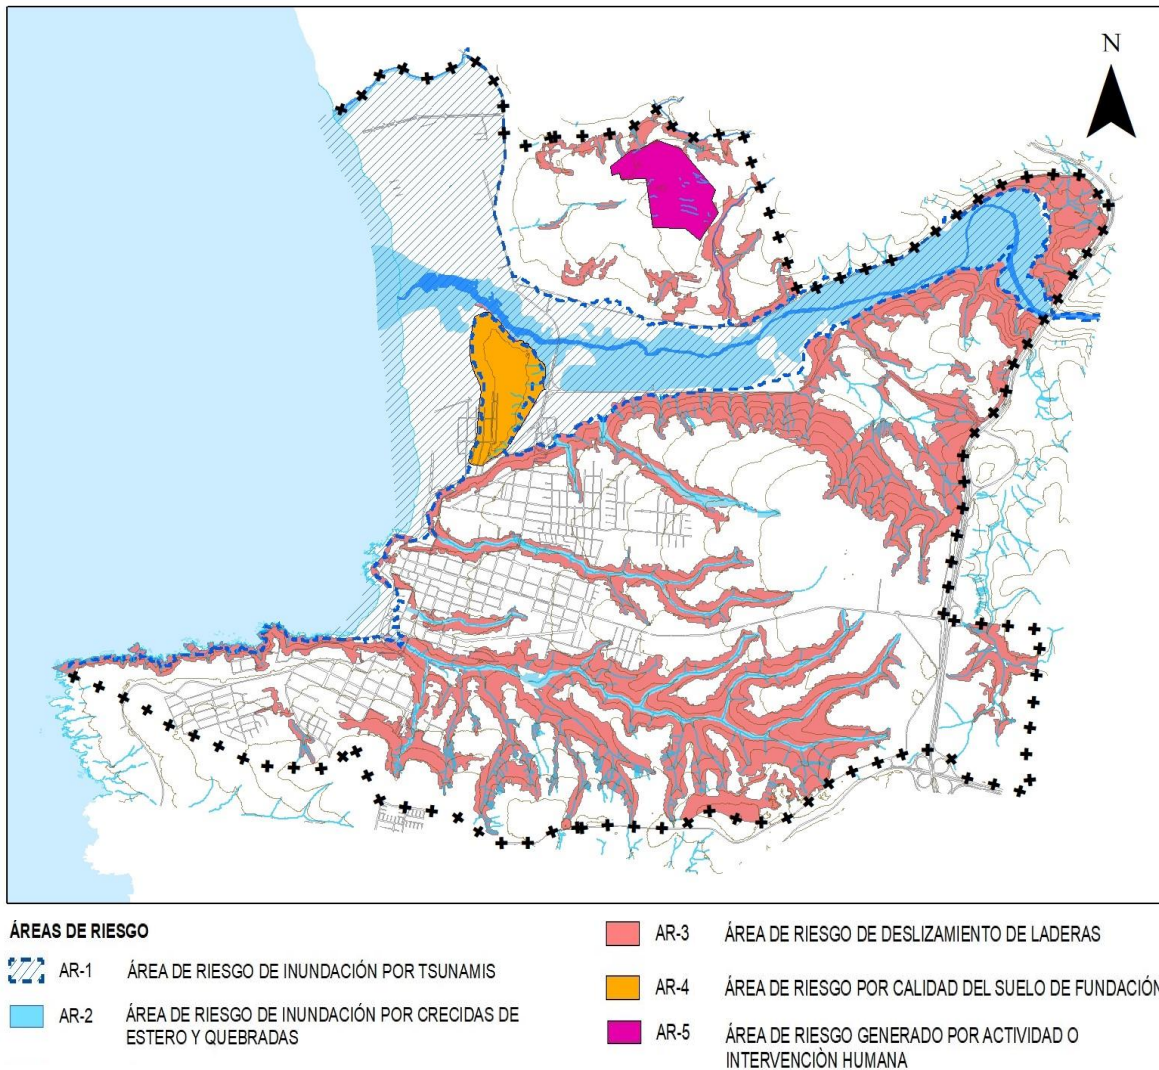 N
ÁREAS DE RIESGO
AR-1 ÁREA DE RIESGO DE INUNDACIÓN POR TSUNAMIS
AR-2 ÁREA DE RIESGO DE INUNDACIÓN POR CRECIDAS DE
ESTERO Y QUEBRADAS
AR-3 ÁREA DE RIESGO DE DESLIZAMIENTO DE LADERAS
AR-4 ÁREA DE RIESGO POR CALIDAD DEL SUELO DE FUNDACIÓN
AR-5 ÁREA DE RIESGO GENERADO POR ACTIVIDAD O
INTERVENCIÒN HUMANA